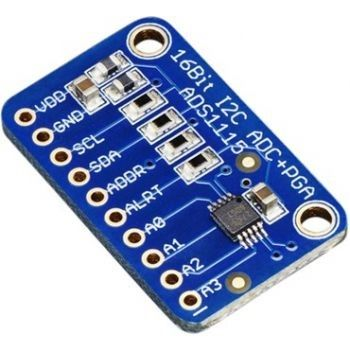 16Bit I2C ADC+PGA
ADS1115
VDD
GND
SCL
SDA
ADDR
ALRT
A0
A1
A2
A3